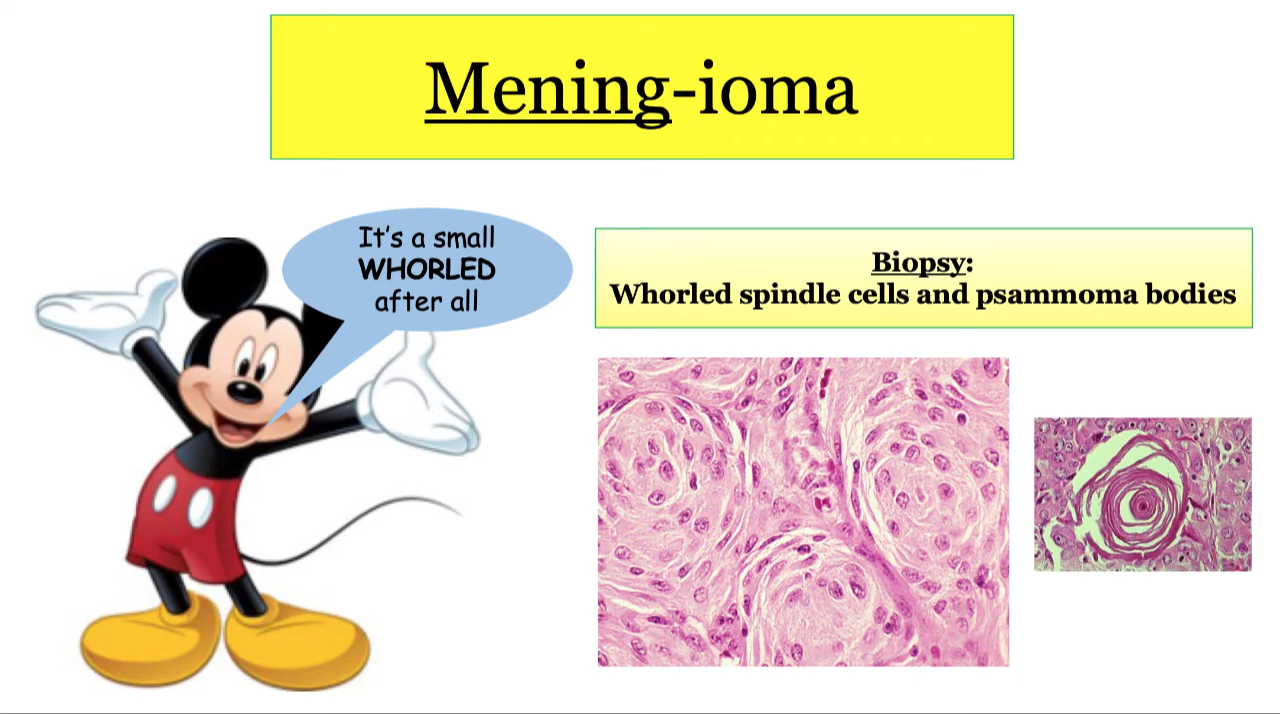 Mening-ioma
It's a small
WHORLED
after all
Biopsy:
Whorled spindle cells and psammoma bodies